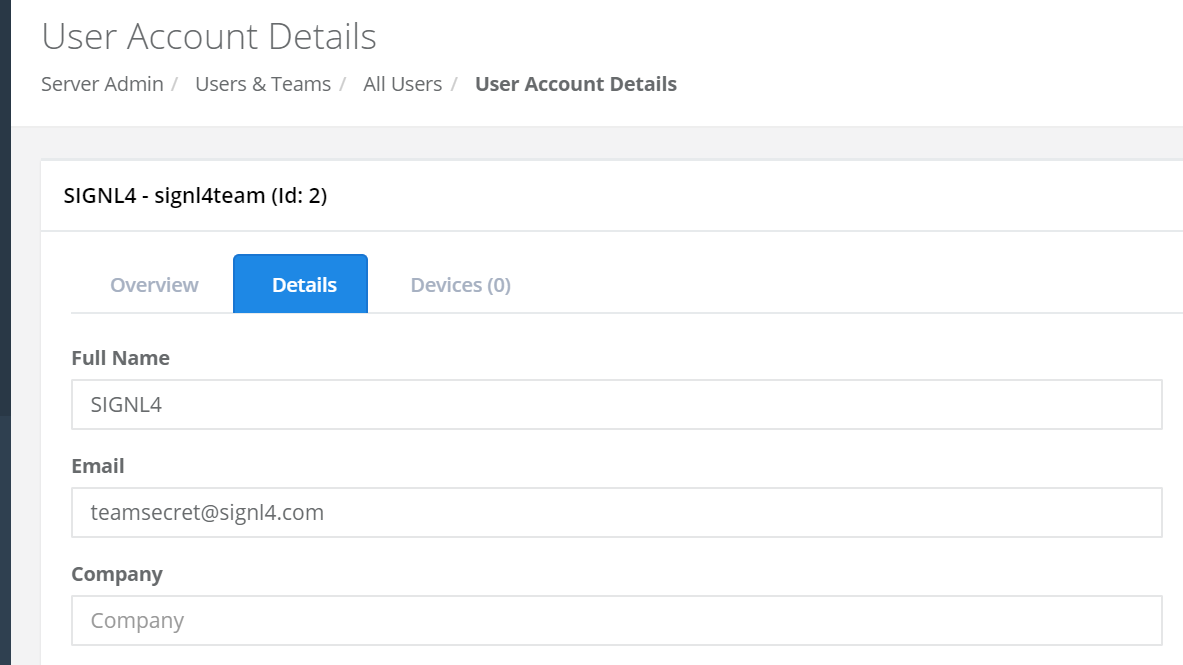 User Account Details
Server Admin / Users & Teams / All Users / User Account Details
SIGNL4 - signl4team (Id: 2)
Overview Details Devices (0)
Full Name
SIGNL4
Email
teamsecret@signl4.com
Company
Company